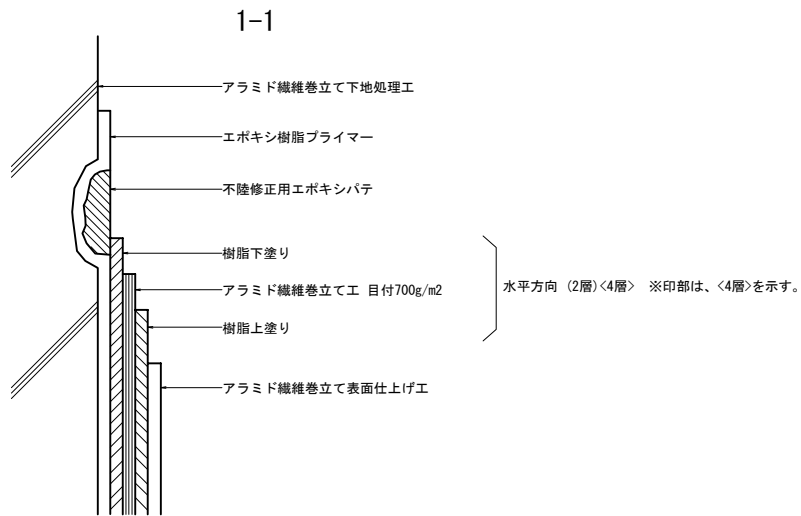 1-1
アラミド繊維巻立て下地処理工
エポキシ樹脂プライマー
不陸修正用エポキシパテ
樹脂下塗り
アラミド繊維巻立て工 目付700g/m2
水平方向 (2層)<4層> ※印部は、<4層>を示す。
樹脂上塗り
アラミド繊維巻立て表面仕上げ工